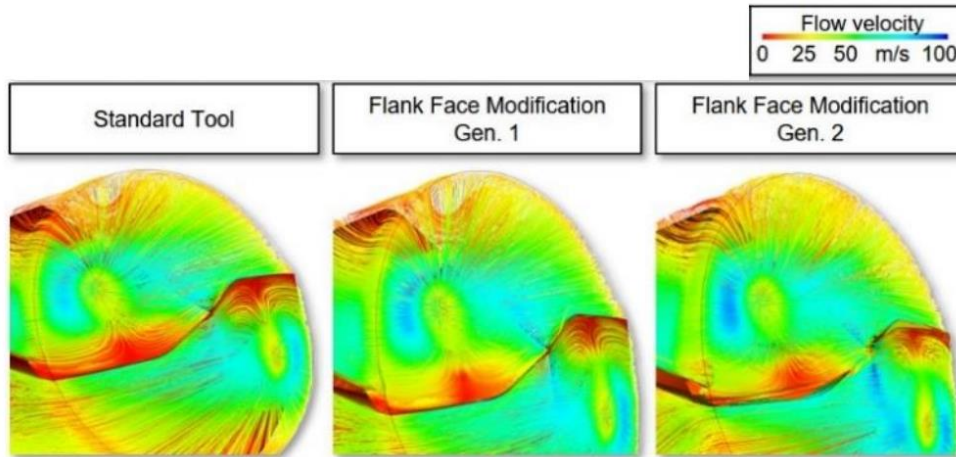 Flow velocity
0 25 50 m/s 100
Standard Tool
Flank Face Modification
Gen. 1
Flank Face Modification
Gen. 2